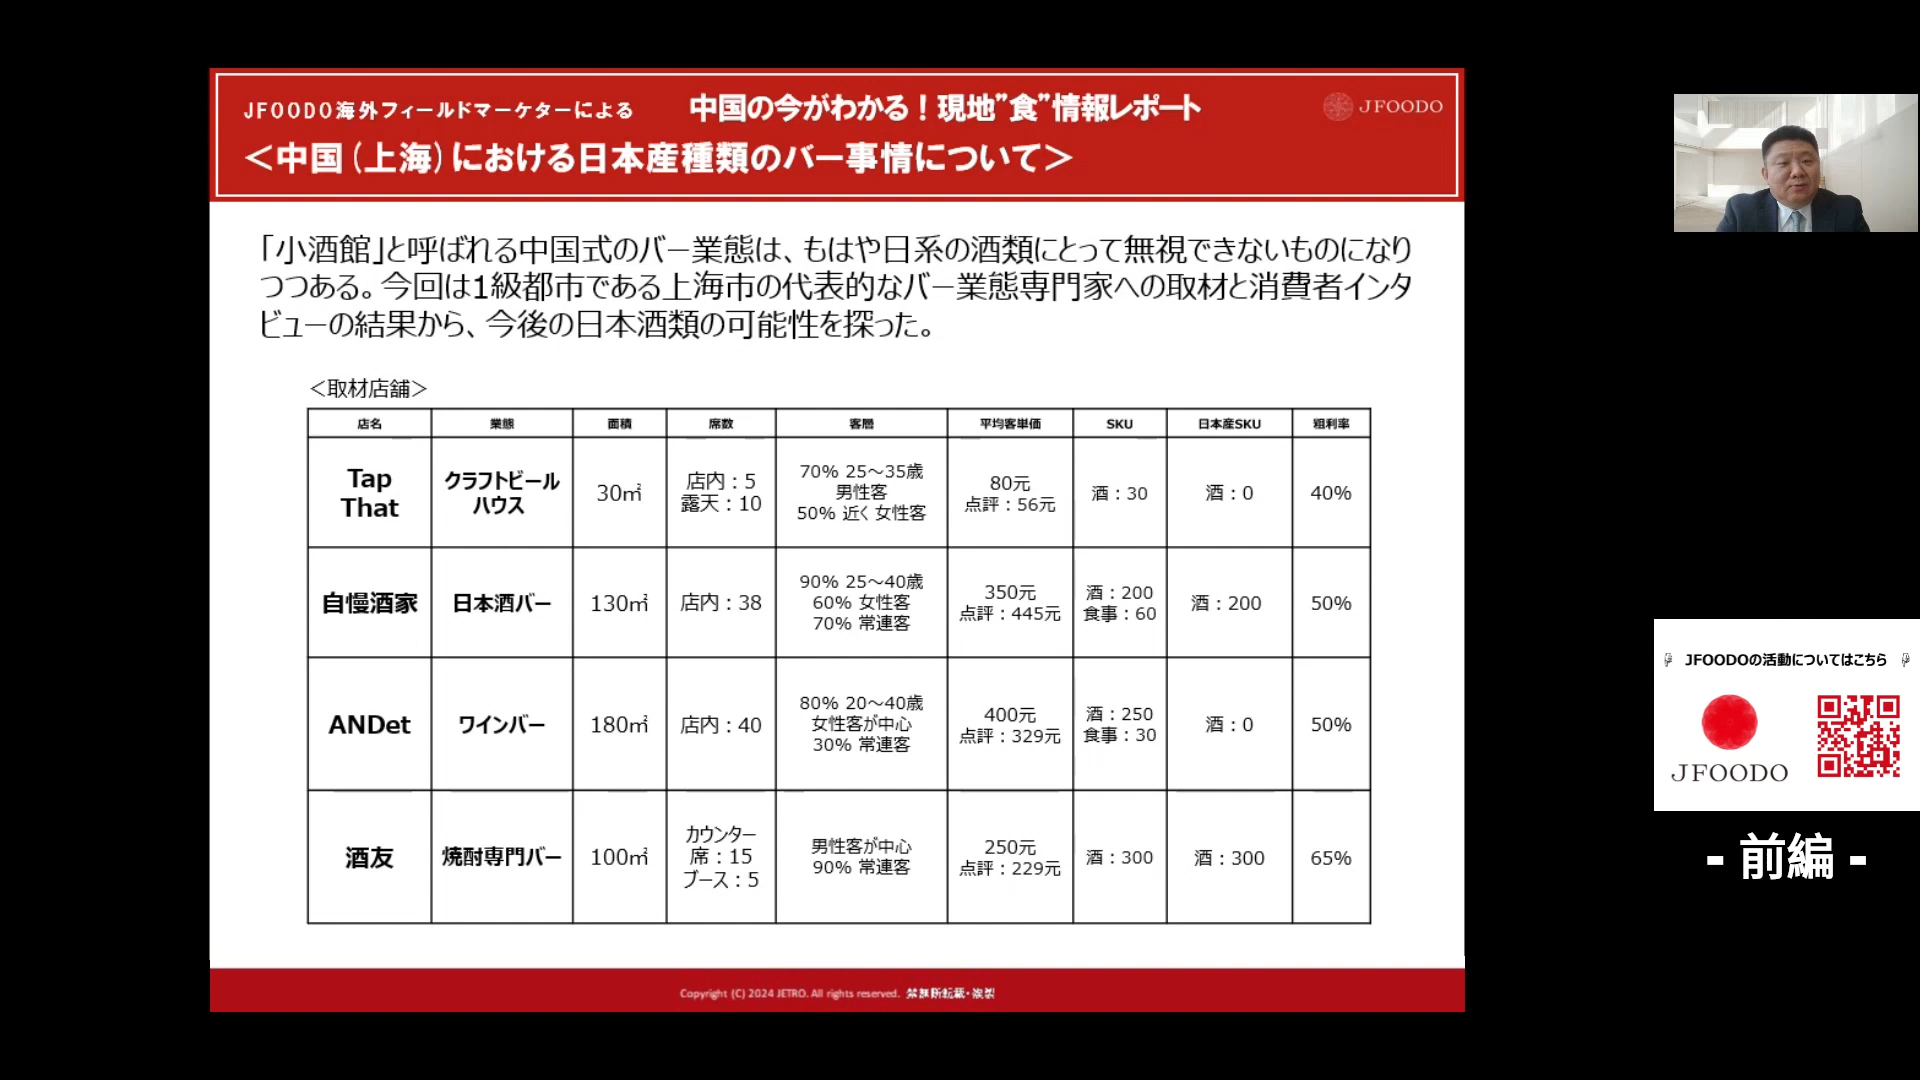 JFOODO海外フィールドマーケターによる 中国の今がわかる！現地”食”情報レポート
JFOODO
＜中国（上海）における日本産種類のバー事情について＞
「小酒館」と呼ばれる中国式のバー業態は、もはや日系の酒類にとって無視できないものになり
つつある。今回は1級都市である上海市の代表的なバー業態専門家への取材と消費者インタ
ビューの結果から、今後の日本酒類の可能性を探った。
＜取材店舗＞
店名 業態 面積 席数 客層 平均客単価 SKU 日本産SKU 粗利率
Tap
That
クラフトビール
ハウス
30㎡
店内：5
露天：10
70% 25～35歳
男性客
50% 近く 女性客
80元
点評：56元
酒：30
酒：0
40%
自慢酒家
日本酒バー
130㎡
店内：38
90% 25～40歳
60% 女性客
70% 常連客
350元
点評：445元
酒：200
食事：60
酒：200
50%
ANDet
ワインバー
180㎡
店内：40
80% 20～40歳
女性客が中心
30% 常連客
400元
点評：329元
酒：250
食事：30
酒：0
50%
酒友
焼酎専門バー
100㎡
カウンター
席：15
ブース：5
男性客が中心
90% 常連客
250元
点評：229元
酒：300
酒：300
65%
Copyright (C) 2024 JETRO. All rights reserved. 禁無断転載・複製
JFOODOの活動についてはこちら
JFOODO
- 前編 -